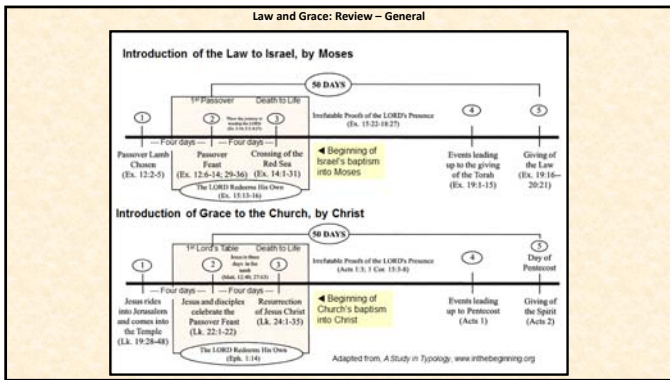 Law and Grace: Review – General
Introduction of the Law to Israel, by Moses
50 DAYS
1st Passover
Death to Life
1
2
3
Irrefutable Proofs of the LORD's Presence
(Ex. 15:22-18:27)
4
5
— Four days —
— Four days —
Passover Lamb
Chosen
(Ex. 12:2-5)
Passover
Feast
(Ex. 12:6-14; 29-36)
Crossing of the
Red Sea
(Ex. 14:1-31)
◄ Beginning of
Israel's baptism
into Moses
Events leading
up to the giving
of the Torah
(Ex. 19:1-15)
Giving of
the Law
(Ex. 19:16--
20:21)
The LORD Redeems His Own
(Ex. 15:13-16)
Introduction of Grace to the Church, by Christ
50 DAYS
1st Lord's Table
Death to Life
1
2
Jesus is three
days in the
tomb
(Matt. 12:40; 27:63)
3
Irrefutable Proofs of the LORD's Presence
(Acts 1:3; 1 Cor. 15:3-8)
4
5
Day of
Pentecost
— Four days —
— Four days —
Jesus rides
into Jerusalem
and comes into
the Temple
(Lk. 19:28-48)
Jesus and disciples
celebrate the
Passover Feast
(Lk. 22:1-22)
Resurrection
of Jesus Christ
(Lk. 24:1-35)
◄ Beginning of
Church's baptism
into Christ
Events leading
up to Pentecost
(Acts 1)
Giving of
the Spirit
(Acts 2)
The LORD Redeems His Own
(Eph. 1:14)
Adapted from, A Study in Typology, www.inthebeginning.org